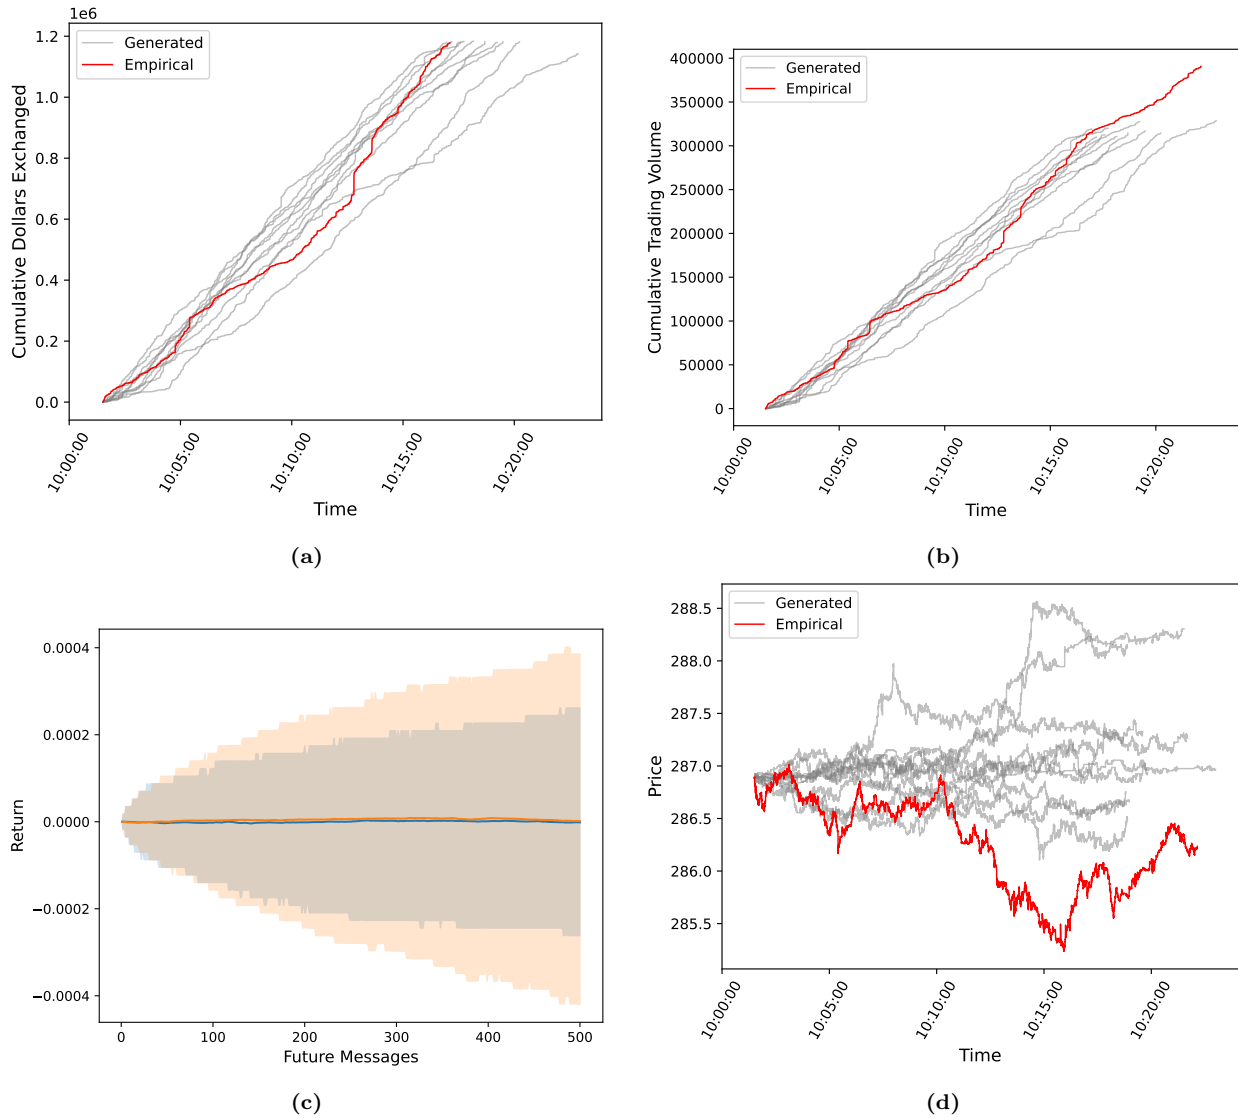 1e6
1.2
1.0
0.8
0.6
0.4
0.2
0.0
Cumulative Dollars Exchanged
Generated
Empirical
10:00:00
10:05:00
10:10:00
10:15:00
10:20:00
Time
(a)
400000
350000
300000
250000
200000
150000
100000
50000
0
Cumulative Trading Volume
Generated
Empirical
10:00:00
10:05:00
10:10:00
10:15:00
10:20:00
Time
(b)
0.0004
0.0002
0.0000
−0.0002
−0.0004
Return
0
100
200
300
400
500
Future Messages
(c)
288.5
288.0
287.5
287.0
286.5
286.0
285.5
Price
Generated
Empirical
10:00:00
10:05:00
10:10:00
10:15:00
10:20:00
Time
(d)